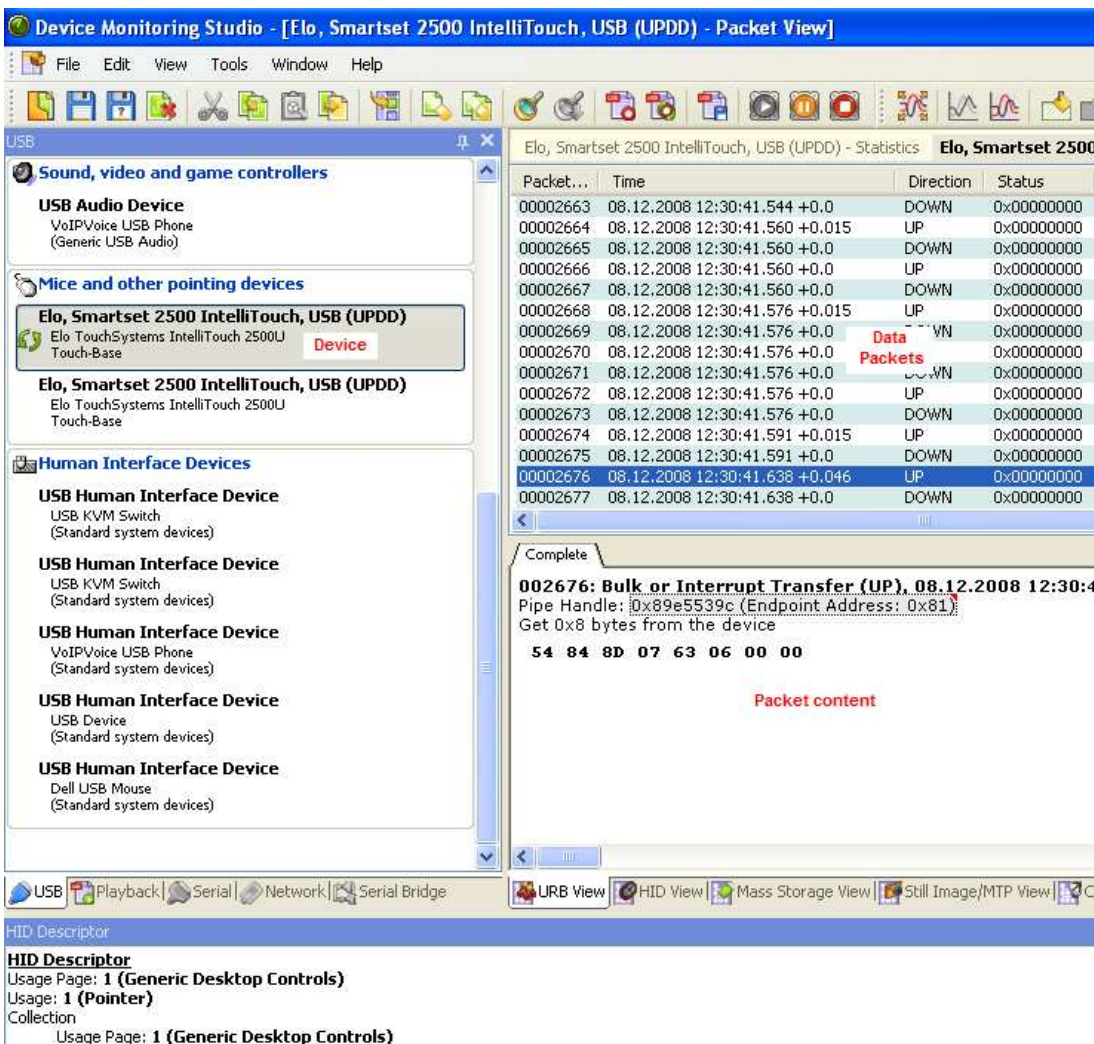 Device Monitoring Studio - [Elo, Smartset 2500 IntelliTouch, USB (UPDD) - Packet View]
File Edit View Tools Window Help
USB
Sound, video and game controllers
USB Audio Device
VoIPVoice USB Phone
(Generic USB Audio)
Mice and other pointing devices
Elo, Smartset 2500 IntelliTouch, USB (UPDD)
Elo TouchSystems IntelliTouch 2500U
Touch-Base
Device
Elo, Smartset 2500 IntelliTouch, USB (UPDD)
Elo TouchSystems IntelliTouch 2500U
Touch-Base
Human Interface Devices
USB Human Interface Device
USB KVM Switch
(Standard system devices)
USB Human Interface Device
USB KVM Switch
(Standard system devices)
USB Human Interface Device
VoIPVoice USB Phone
(Standard system devices)
USB Human Interface Device
USB Device
(Standard system devices)
USB Human Interface Device
Dell USB Mouse
(Standard system devices)
USB Playback Serial Network Serial Bridge
Elo, Smartset 2500 IntelliTouch, USB (UPDD) - Statistics Elo, Smartset 2500
Packet... Time Direction Status
00002663 08.12.2008 12:30:41.544 +0.0 DOWN 0x00000000
00002664 08.12.2008 12:30:41.560 +0.015 UP 0x00000000
00002665 08.12.2008 12:30:41.560 +0.0 DOWN 0x00000000
00002666 08.12.2008 12:30:41.560 +0.0 UP 0x00000000
00002667 08.12.2008 12:30:41.560 +0.0 DOWN 0x00000000
00002668 08.12.2008 12:30:41.576 +0.015 UP 0x00000000
00002669 08.12.2008 12:30:41.576 +0.0 0x00000000
00002670 08.12.2008 12:30:41.576 +0.0 0x00000000
00002671 08.12.2008 12:30:41.576 +0.0 0x00000000
00002672 08.12.2008 12:30:41.576 +0.0 UP 0x00000000
00002673 08.12.2008 12:30:41.576 +0.0 DOWN 0x00000000
00002674 08.12.2008 12:30:41.591 +0.015 UP 0x00000000
00002675 08.12.2008 12:30:41.591 +0.0 DOWN 0x00000000
00002676 08.12.2008 12:30:41.638 +0.046 UP 0x00000000
00002677 08.12.2008 12:30:41.638 +0.0 DOWN 0x00000000
Data
Packets
Complete
002676: Bulk or Interrupt Transfer (UP), 08.12.2008 12:30:4
Pipe Handle: 0x89e5539c (Endpoint Address: 0x81)
Get 0x8 bytes from the device
54 84 8D 07 63 06 00 00
Packet content
URB View HID View Mass Storage View Still Image/MTP View
HID Descriptor
HID Descriptor
Usage Page: 1 (Generic Desktop Controls)
Usage: 1 (Pointer)
Collection
Usage Page: 1 (Generic Desktop Controls)